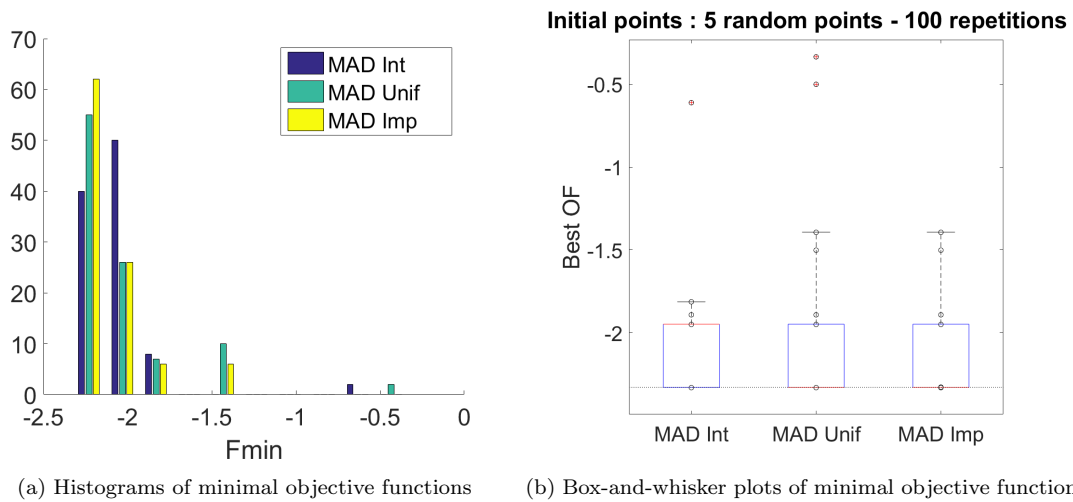 70
60
50
40
30
20
10
0
-2.5
-2
-1.5
-1
-0.5
0
Fmin
MAD Int
MAD Unif
MAD Imp
(a) Histograms of minimal objective functions
Initial points : 5 random points - 100 repetitions
Best OF
-0.5
-1
-1.5
-2
MAD Int
MAD Unif
MAD Imp
(b) Box-and-whisker plots of minimal objective function